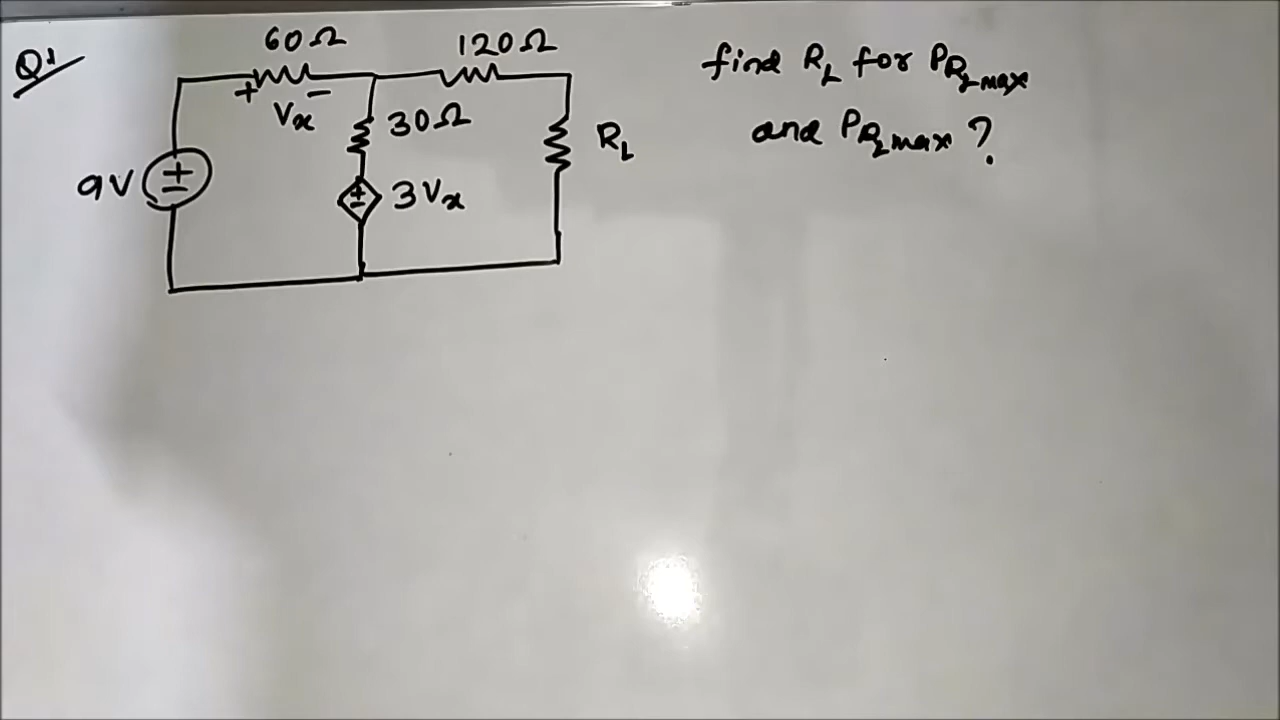 Q1
60Ω
120Ω
+ Vx −
30Ω
RL
9V
+
−
3Vx
+
−
find RL for PRL max
and PRL max ?